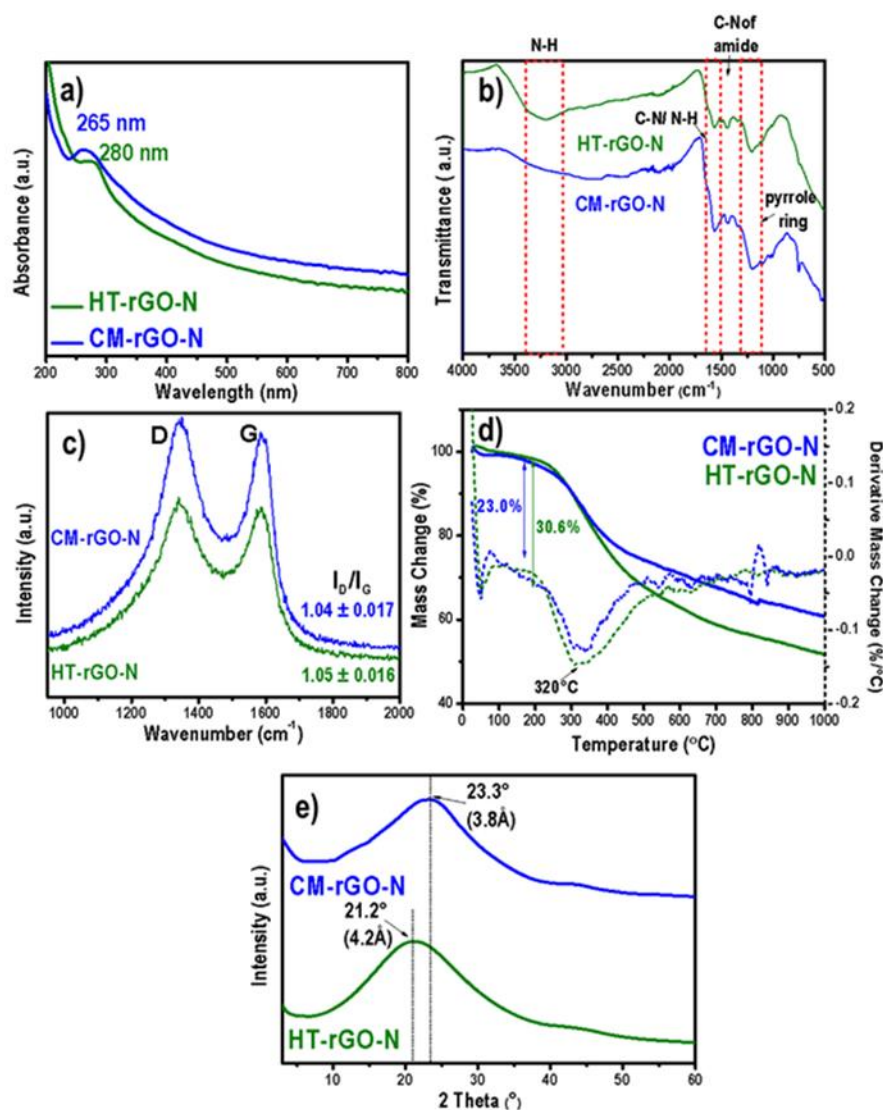 a)
265 nm
280 nm
HT-rGO-N
CM-rGO-N
Absorbance (a.u.)
200 300 400 500 600 700 800
Wavelength (nm)
N-H
C-Nof
amide
b)
C-N/ N-H
HT-rGO-N
CM-rGO-N
pyrrole
ring
Transmittance ( a.u.)
4000 3500 3000 2500 2000 1500 1000 500
Wavenumber (cm-1)
c)
D
G
CM-rGO-N
ID/IG
1.04 ± 0.017
HT-rGO-N
1.05 ± 0.016
Intensity (a.u.)
1000 1200 1400 1600 1800 2000
Wavenumber (cm-1)
d)
CM-rGO-N
HT-rGO-N
23.0%
30.6%
320°C
Mass Change (%)
100
80
60
40
0.2
0.1
0.0
-0.1
-0.2
Derivative Mass Change (%/°C)
0 100 200 300 400 500 600 700 800 900 1000
Temperature (°C)
e)
23.3°
(3.8Å)
CM-rGO-N
21.2°
(4.2Å)
HT-rGO-N
Intensity (a.u.)
10 20 30 40 50 60
2 Theta (°)